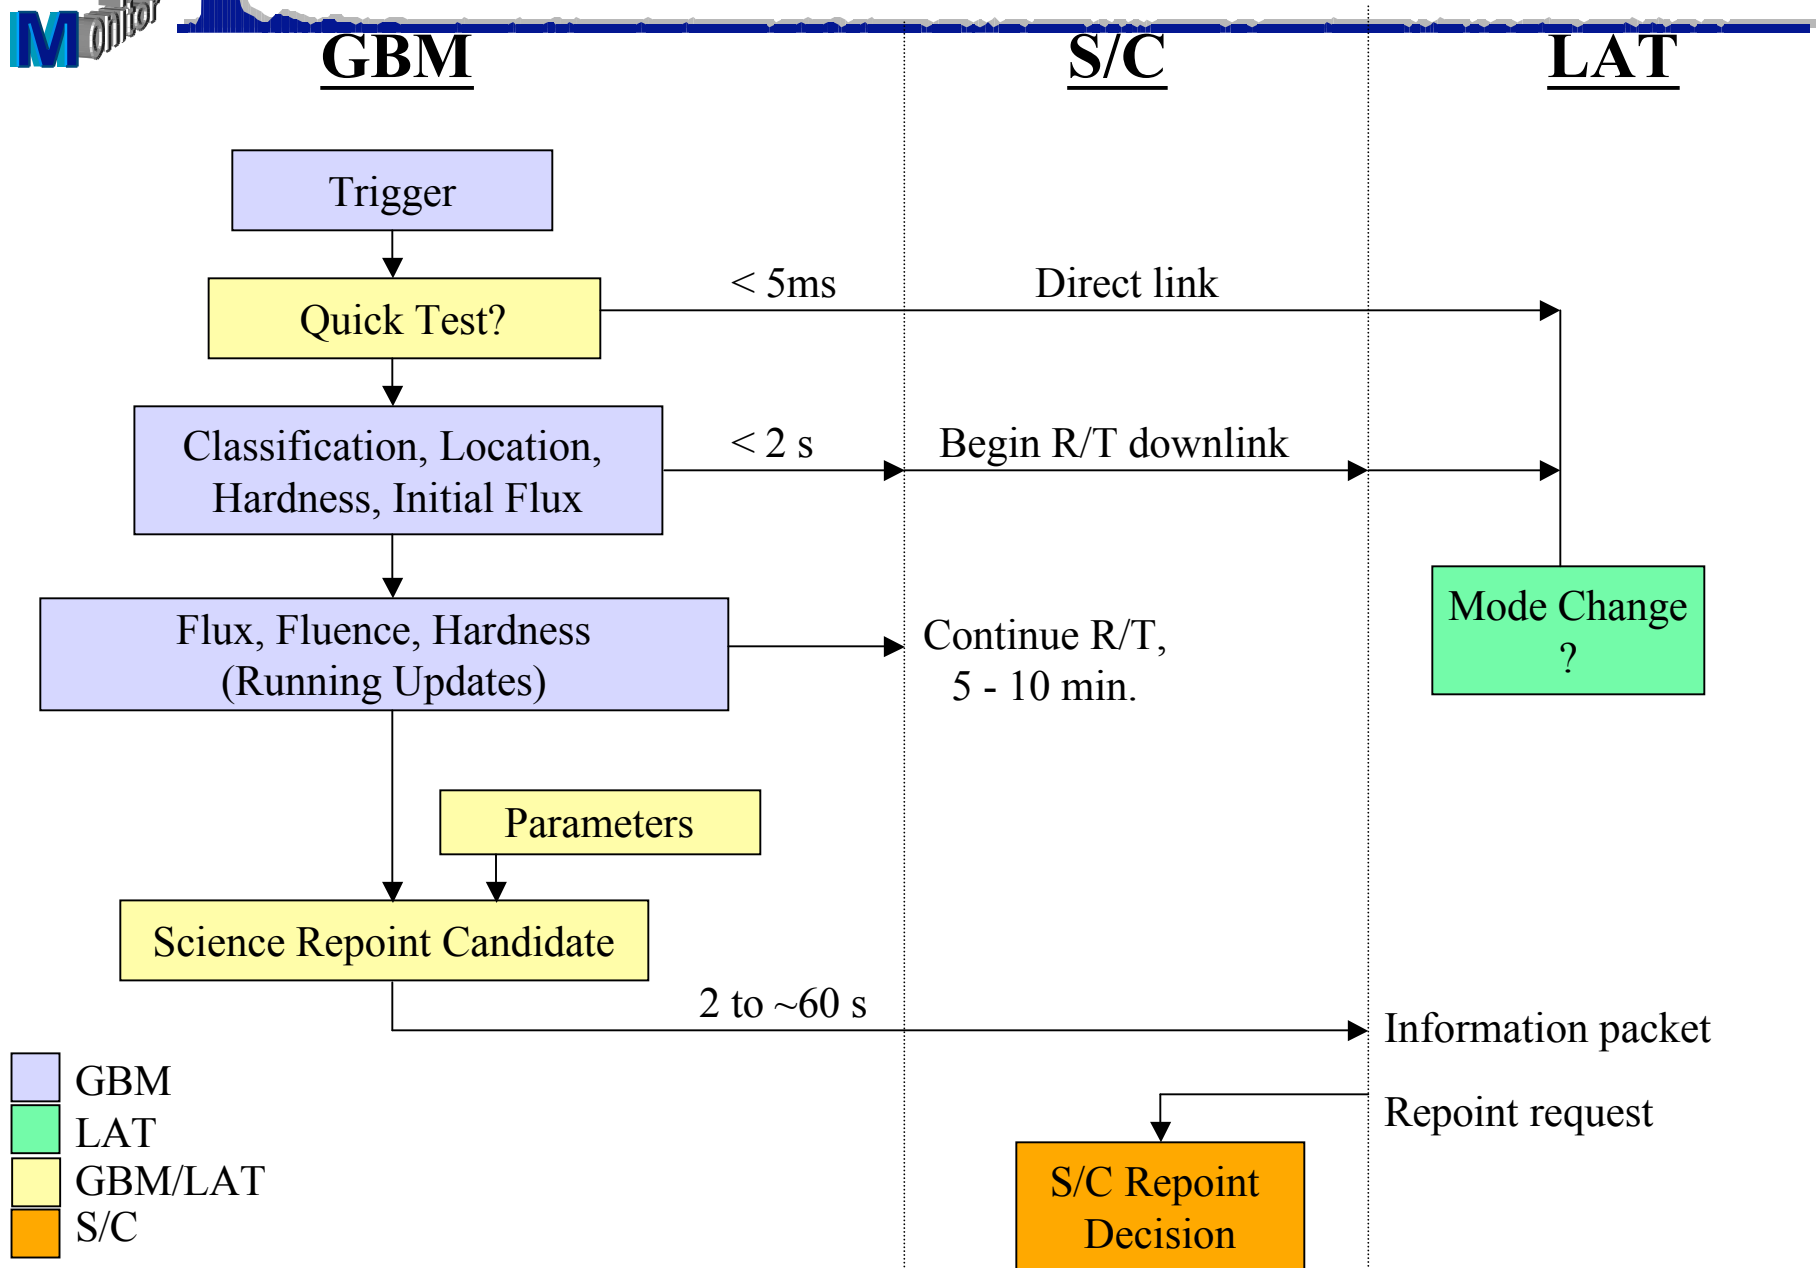 Monitor
GBM
S/C
LAT
Trigger
< 5ms
Direct link
Quick Test?
Classification, Location,
Hardness, Initial Flux
< 2 s
Begin R/T downlink
Mode Change
?
Flux, Fluence, Hardness
(Running Updates)
Continue R/T,
5 - 10 min.
Parameters
Science Repoint Candidate
2 to ~60 s
Information packet
Repoint request
S/C Repoint
Decision
GBM
LAT
GBM/LAT
S/C